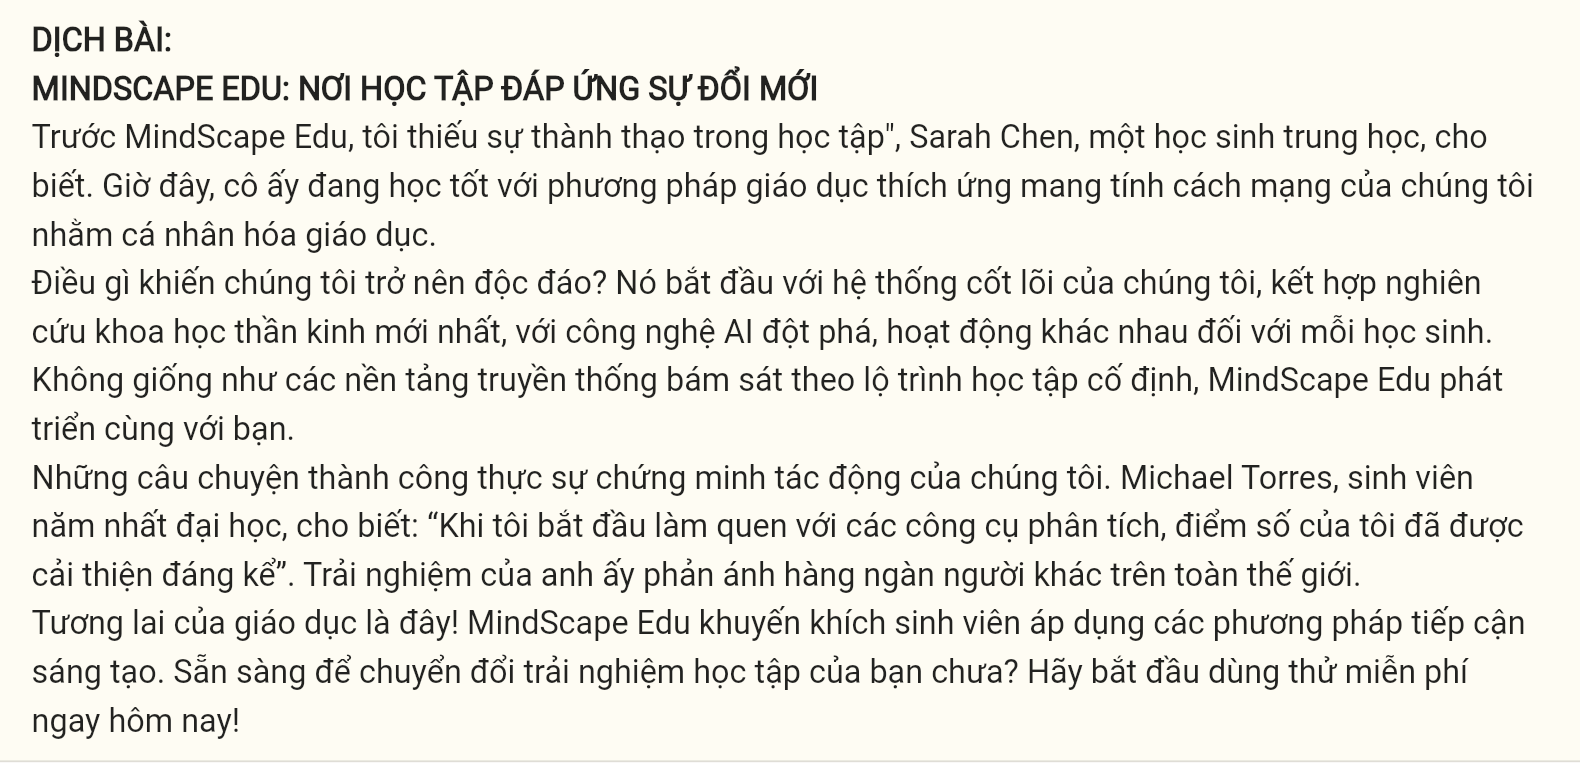 DỊCH BÀI:
MINDSCAPE EDU: NƠI HỌC TẬP ĐÁP ỨNG SỰ ĐỔI MỚI
Trước MindScape Edu, tôi thiếu sự thành thạo trong học tập", Sarah Chen, một học sinh trung học, cho
biết. Giờ đây, cô ấy đang học tốt với phương pháp giáo dục thích ứng mang tính cách mạng của chúng tôi
nhằm cá nhân hóa giáo dục.
Điều gì khiến chúng tôi trở nên độc đáo? Nó bắt đầu với hệ thống cốt lõi của chúng tôi, kết hợp nghiên
cứu khoa học thần kinh mới nhất, với công nghệ AI đột phá, hoạt động khác nhau đối với mỗi học sinh.
Không giống như các nền tảng truyền thống bám sát theo lộ trình học tập cố định, MindScape Edu phát
triển cùng với bạn.
Những câu chuyện thành công thực sự chứng minh tác động của chúng tôi. Michael Torres, sinh viên
năm nhất đại học, cho biết: “Khi tôi bắt đầu làm quen với các công cụ phân tích, điểm số của tôi đã được
cải thiện đáng kể”. Trải nghiệm của anh ấy phản ánh hàng ngàn người khác trên toàn thế giới.
Tương lai của giáo dục là đây! MindScape Edu khuyến khích sinh viên áp dụng các phương pháp tiếp cận
sáng tạo. Sẵn sàng để chuyển đổi trải nghiệm học tập của bạn chưa? Hãy bắt đầu dùng thử miễn phí
ngay hôm nay!